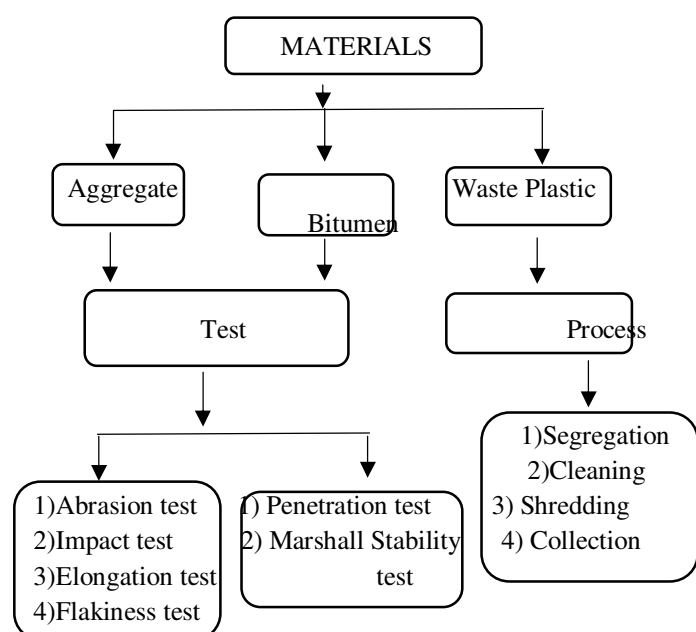 MATERIALS
Aggregate
Bitumen
Waste Plastic
Test
Process
1)Abrasion test
2)Impact test
3)Elongation test
4)Flakiness test
1) Penetration test
2) Marshall Stability
test
1)Segregation
2)Cleaning
3) Shredding
4) Collection